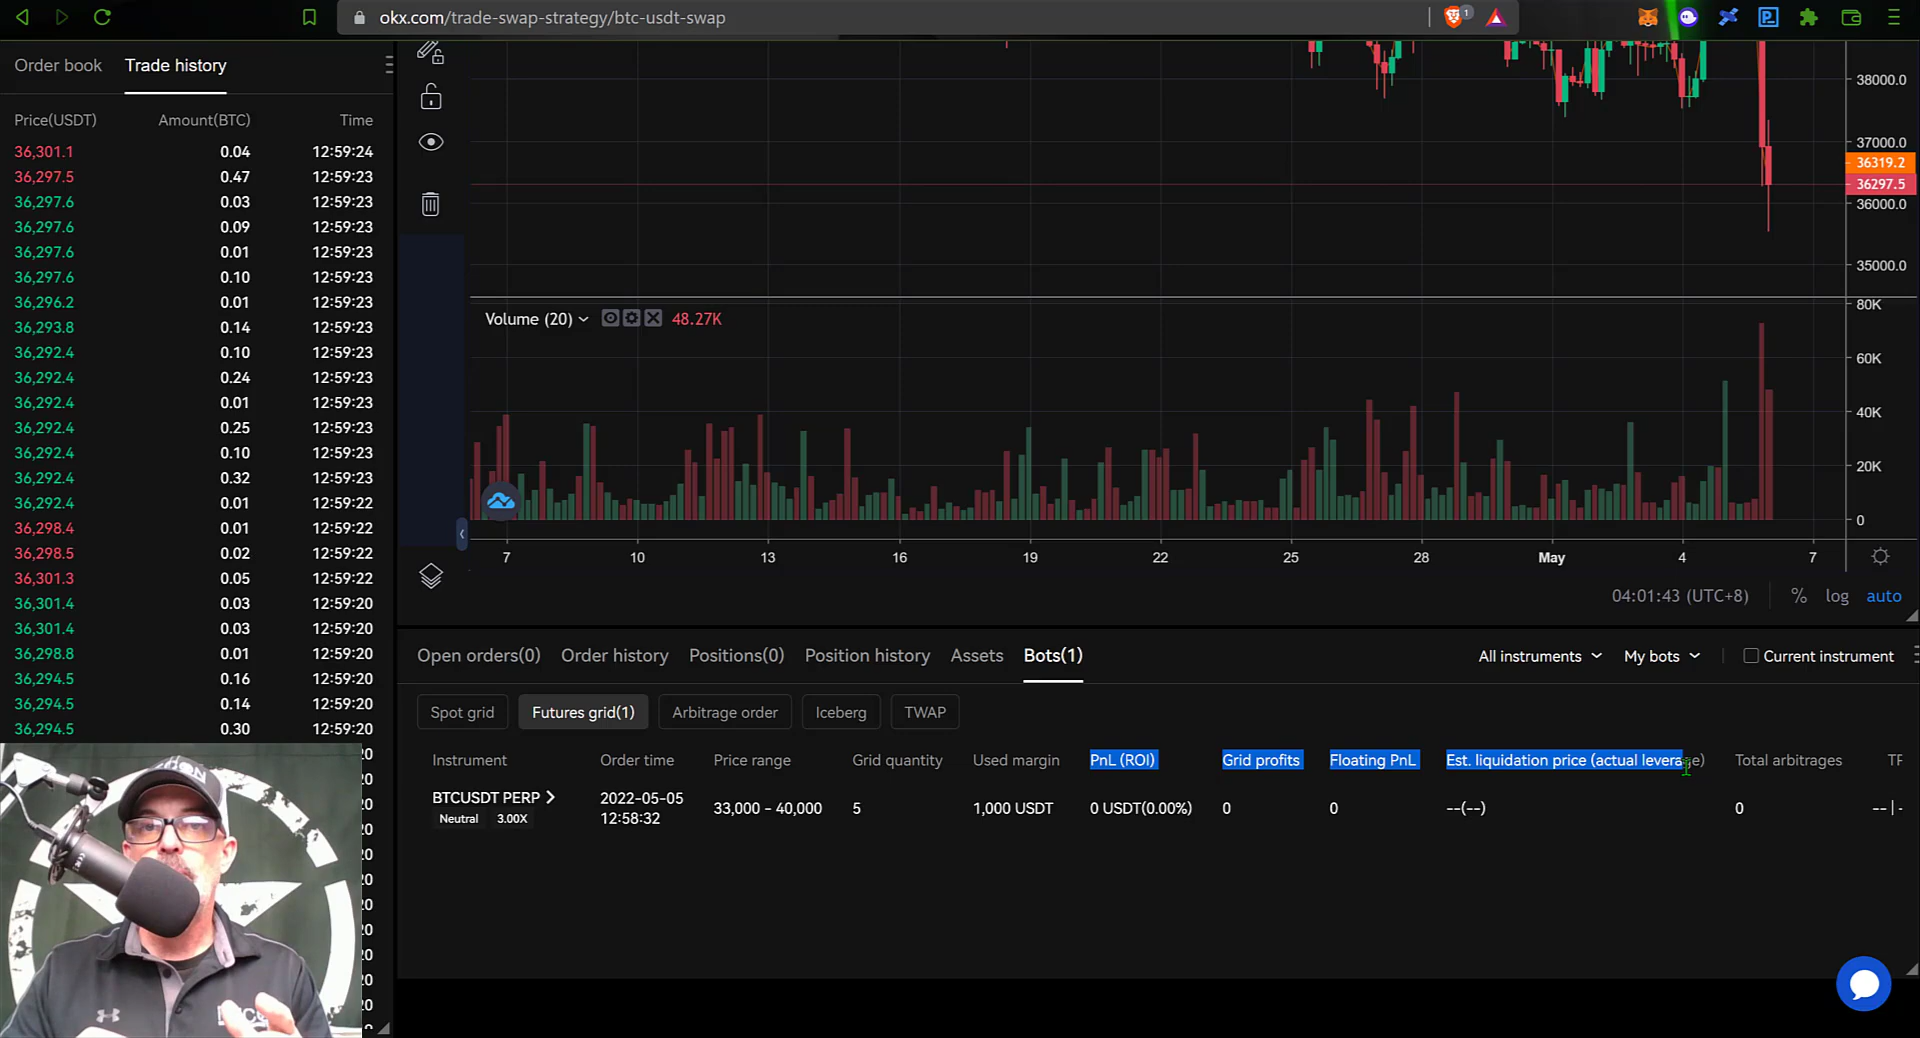 okx.com/trade-swap-strategy/btc-usdt-swap
1
Order book Trade history
Price(USDT) Amount(BTC) Time
36,301.1 0.04 12:59:24
36,297.5 0.47 12:59:23
36,297.6 0.03 12:59:23
36,297.6 0.09 12:59:23
36,297.6 0.01 12:59:23
36,297.6 0.10 12:59:23
36,296.2 0.01 12:59:23
36,293.8 0.14 12:59:23
36,292.4 0.10 12:59:23
36,292.4 0.24 12:59:23
36,292.4 0.01 12:59:23
36,292.4 0.25 12:59:23
36,292.4 0.10 12:59:23
36,292.4 0.32 12:59:23
36,292.4 0.01 12:59:22
36,298.4 0.01 12:59:22
36,298.5 0.02 12:59:22
36,301.3 0.05 12:59:22
36,301.4 0.03 12:59:20
36,301.4 0.03 12:59:20
36,298.8 0.01 12:59:20
36,294.5 0.16 12:59:20
36,294.5 0.14 12:59:20
36,294.5 0.30 12:59:20
38000.0
37000.0
36319.2
36297.5
36000.0
35000.0
Volume (20) 48.27K
80K
60K
40K
20K
0
7 10 13 16 19 22 25 28 May 4 7
04:01:43 (UTC+8) % log auto
Open orders(0) Order history Positions(0) Position history Assets Bots(1) All instruments My bots Current instrument
Spot grid Futures grid(1) Arbitrage order Iceberg TWAP
Instrument Order time Price range Grid quantity Used margin PnL (ROI) Grid profits Floating PnL Est. liquidation price (actual leverage) Total arbitrages TF
BTCUSDT PERP 2022-05-05 33,000 - 40,000 5 1,000 USDT 0 USDT(0.00%) 0 0 --(--) 0 -- | -
Neutral 3.00X 12:58:32